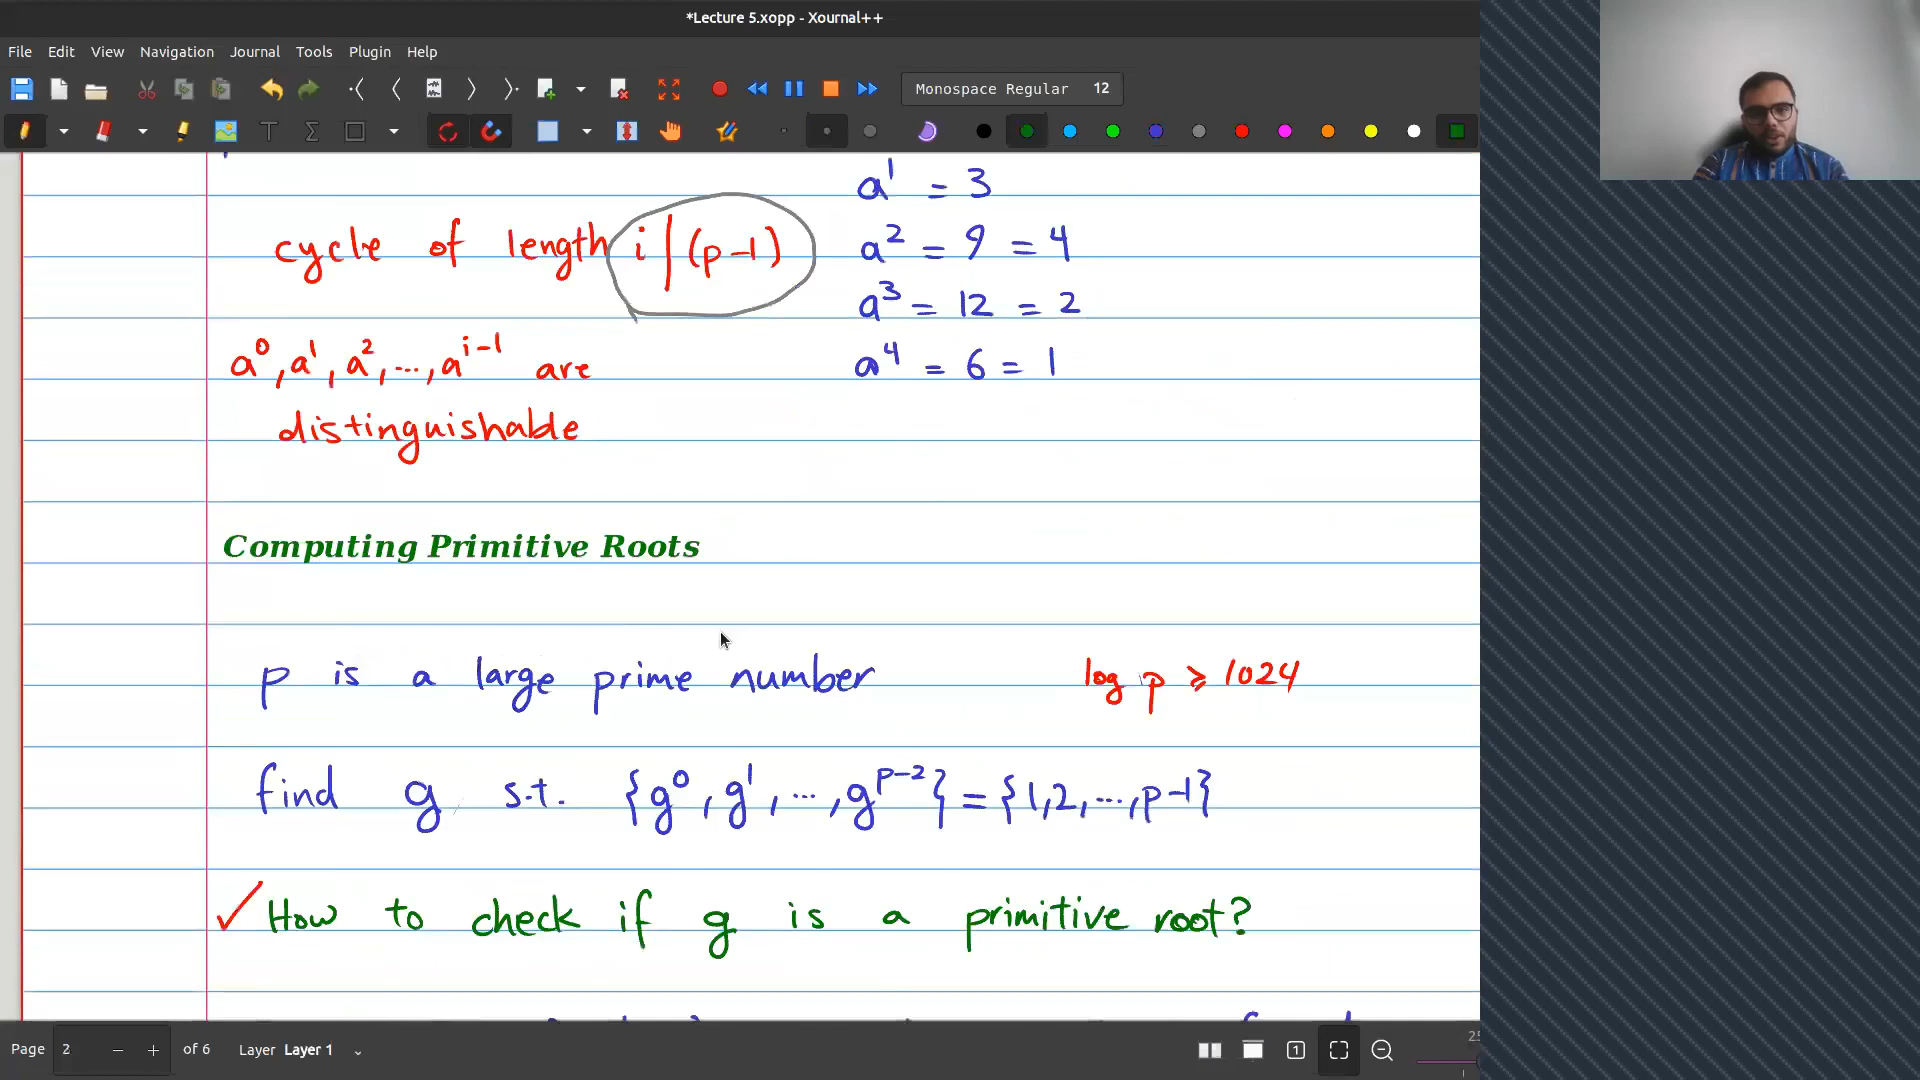 *Lecture 5.xopp - Xournal++
File Edit View Navigation Journal Tools Plugin Help
Monospace Regular 12
a¹ = 3
cycle of length i | (p-1)
a² = 9 = 4
a³ = 12 = 2
a⁰, a¹, a², ..., aⁱ⁻¹ are
a⁴ = 6 = 1
distinguishable
Computing Primitive Roots
p is a large prime number log p ⩾ 1024
find g s.t. {g⁰, g¹, ..., gᵖ⁻²} = {1, 2, ..., p-1}
✓ How to check if g is a primitive root?
Page 2 − + of 6 Layer Layer 1